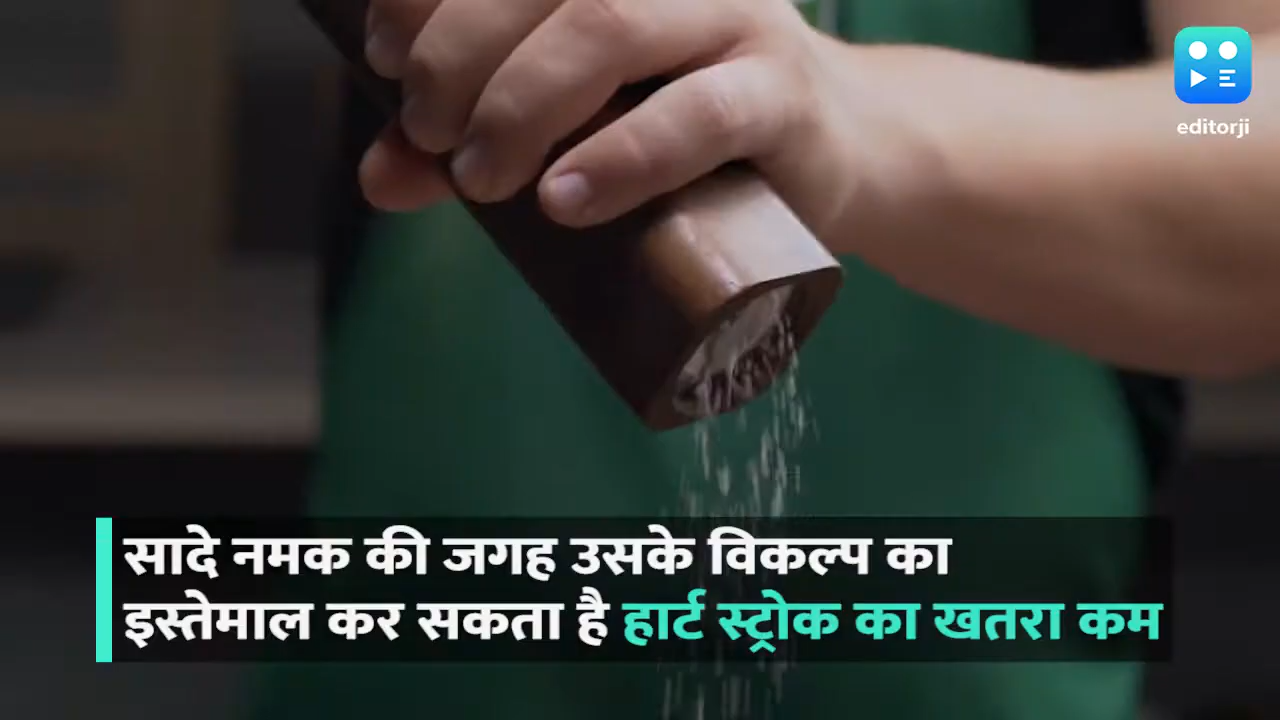 editorji
सादे नमक की जगह उसके विकल्प का
इस्तेमाल कर सकता है हार्ट स्ट्रोक का खतरा कम